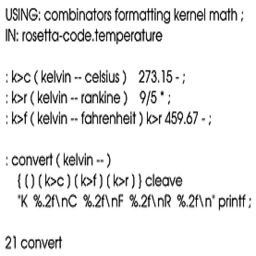 USING: combinators formatting kernel math ;
IN: rosetta-code.temperature
: k>c ( kelvin -- celsius ) 273.15 - ;
: k>r ( kelvin -- rankine ) 9/5 * ;
: k>f ( kelvin -- fahrenheit ) k>r 459.67 - ;
: convert ( kelvin -- )
{ [ ] [ k>c ] [ k>f ] [ k>r ] } cleave
"K %.2f\nC %.2f\nF %.2f\nR %.2f\n" printf ;
21 convert